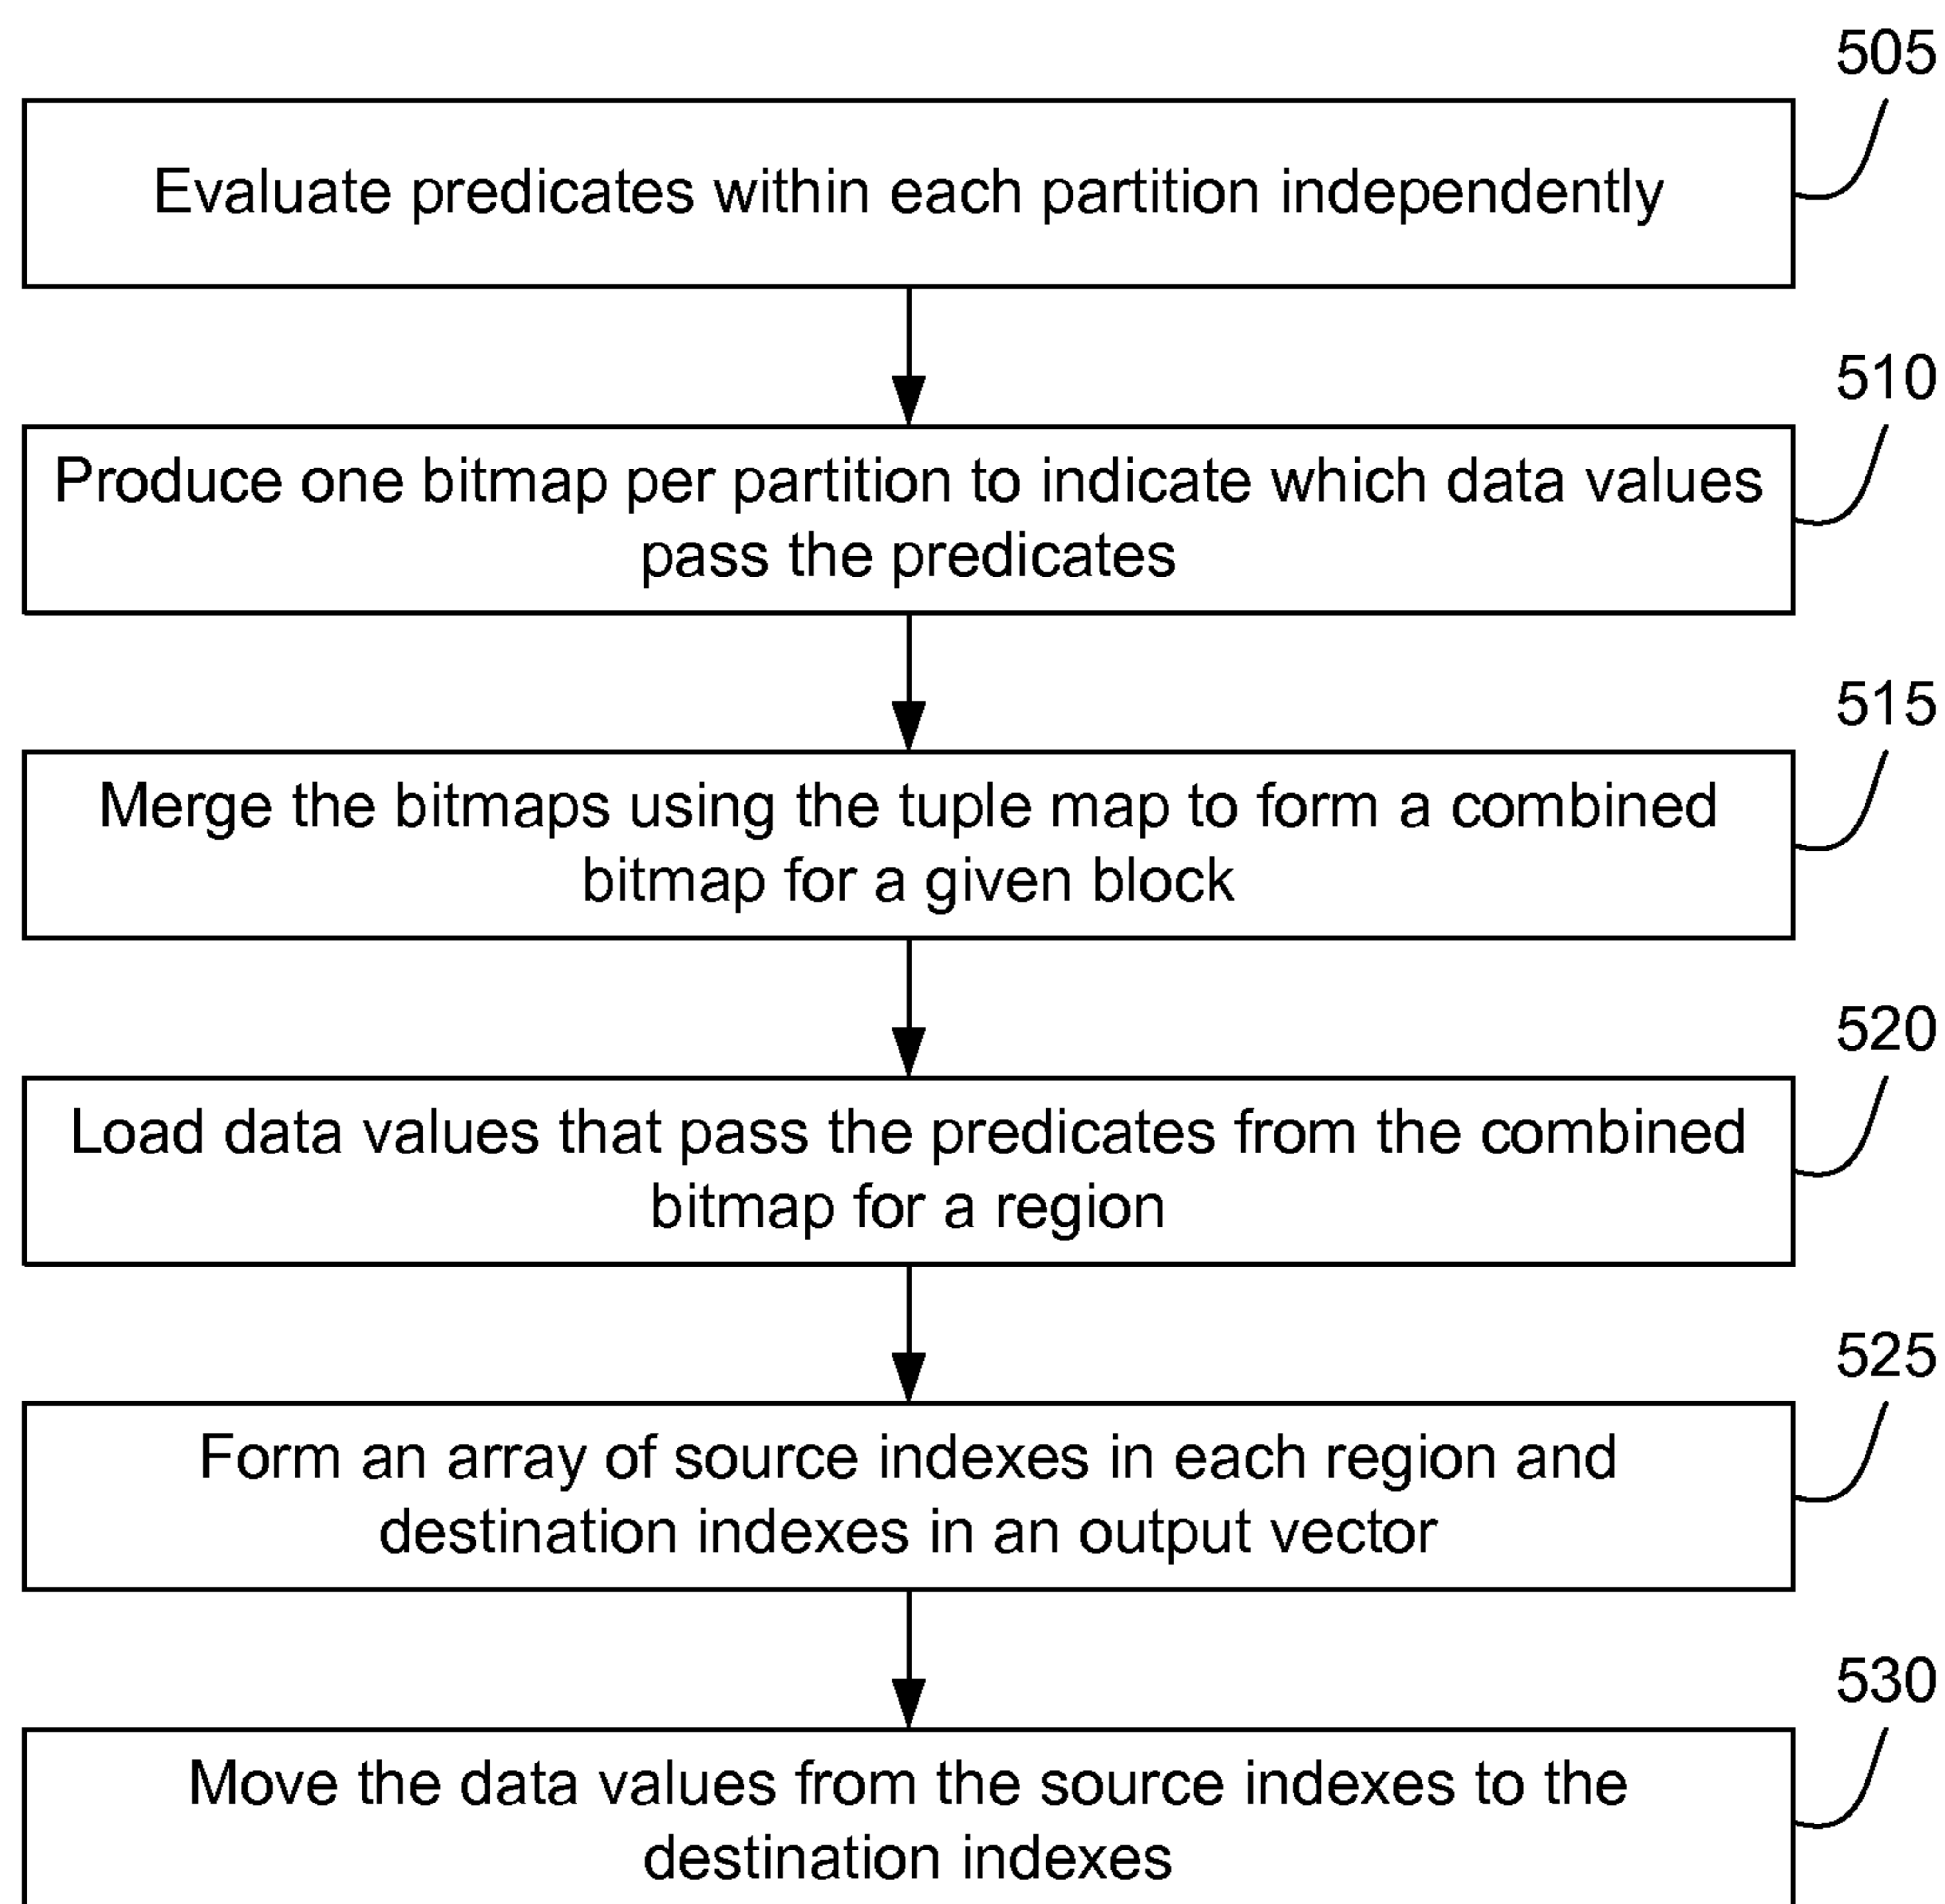 505
Evaluate predicates within each partition independently
510
Produce one bitmap per partition to indicate which data values
pass the predicates
515
Merge the bitmaps using the tuple map to form a combined
bitmap for a given block
520
Load data values that pass the predicates from the combined
bitmap for a region
525
Form an array of source indexes in each region and
destination indexes in an output vector
530
Move the data values from the source indexes to the
destination indexes